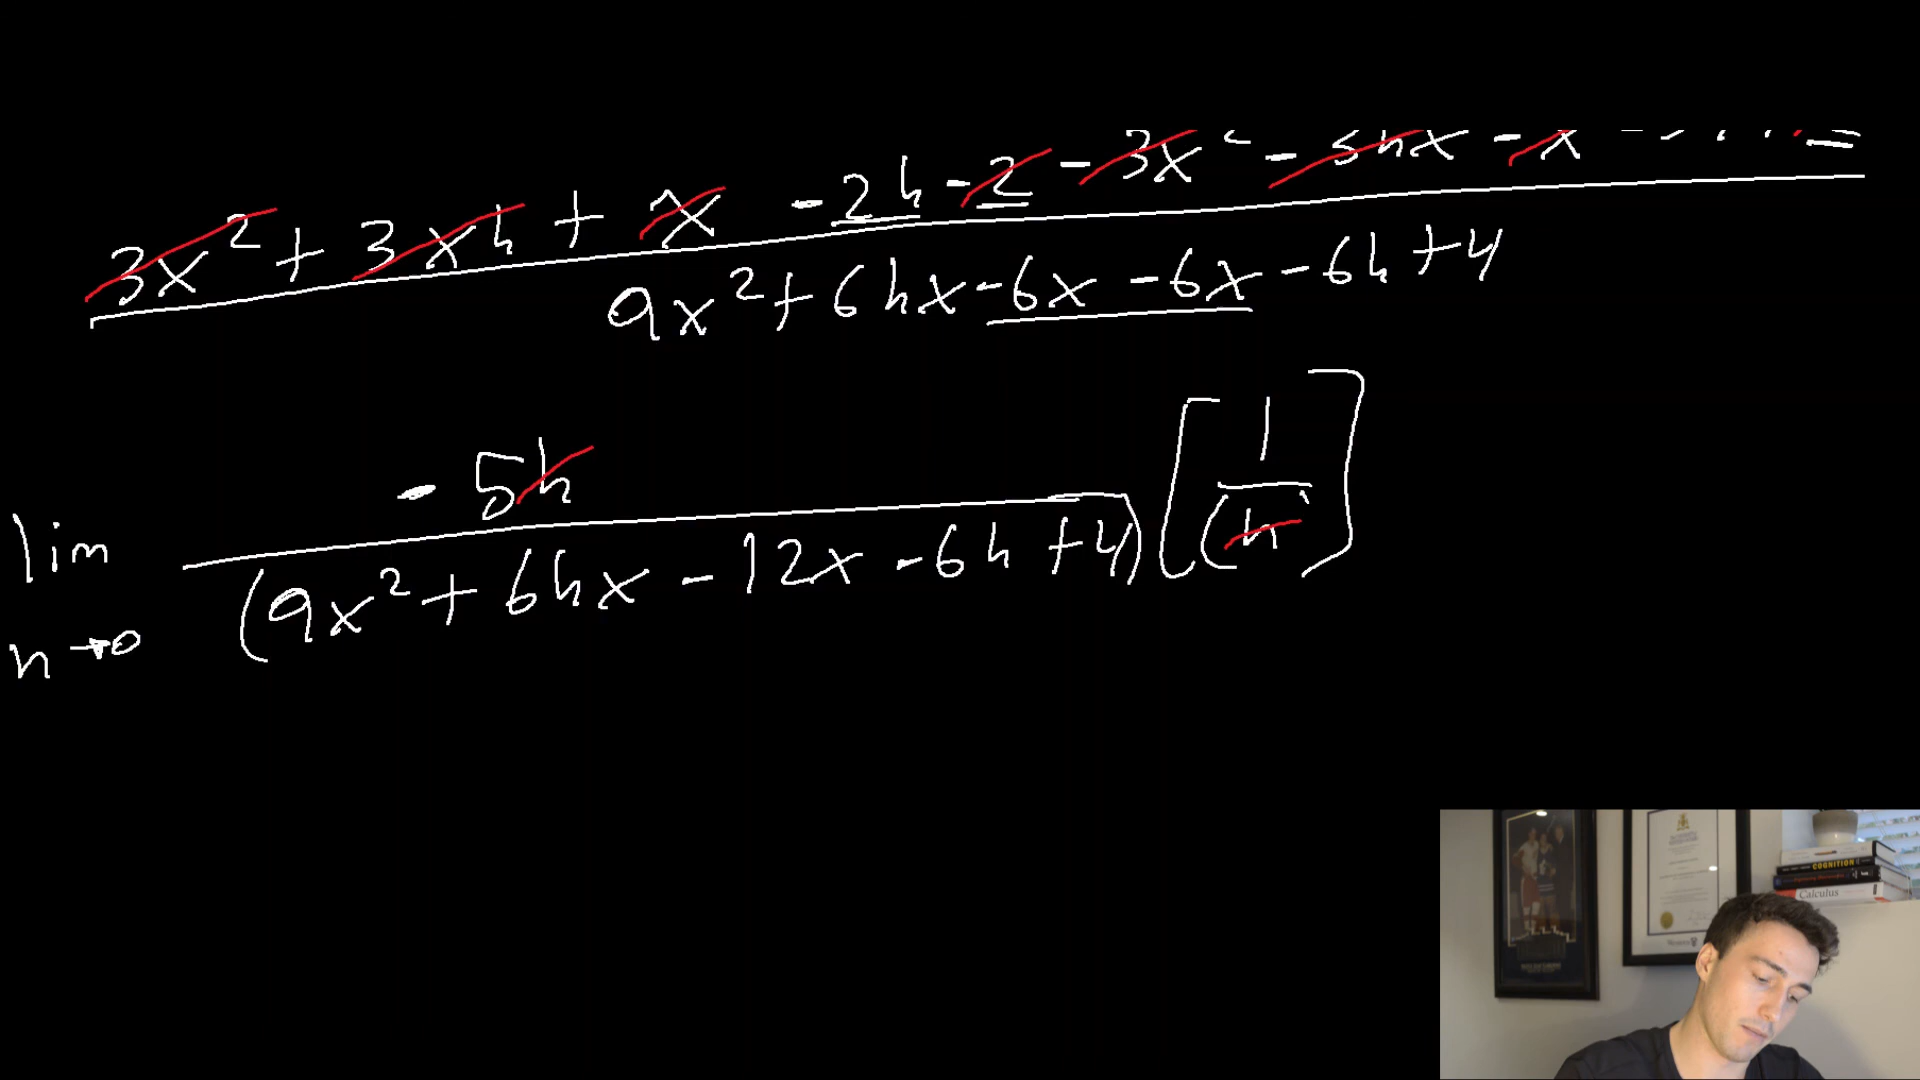 3x² + 3xh + x - 2h - 2 - 3x² - 3hx - x
9x² + 6hx - 6x - 6x - 6h + 4
lim h→0 - 5h / (9x² + 6hx - 12x - 6h + 4) [1 / (h)]
COGNITION
Calculus